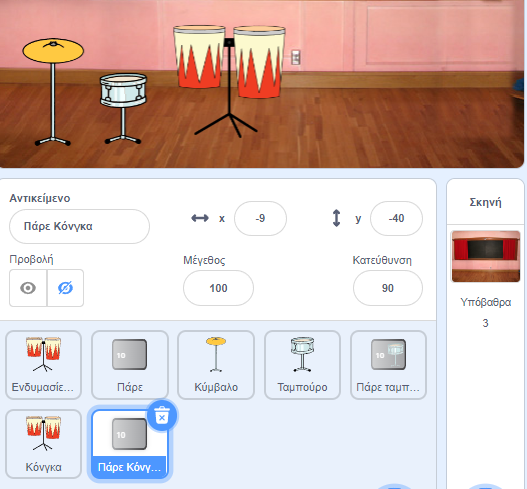 Αντικείμενο
Πάρε Κόνγκα
x
-9
y
-40
Προβολή
Μέγεθος
Κατεύθυνση
100
90
Σκηνή
Υπόβαθρα
3
10
10
Ενδυμασίε...
Πάρε
Κύμβαλο
Ταμπούρο
Πάρε ταμπ...
10
Κόνγκα
Πάρε Κόνγ...